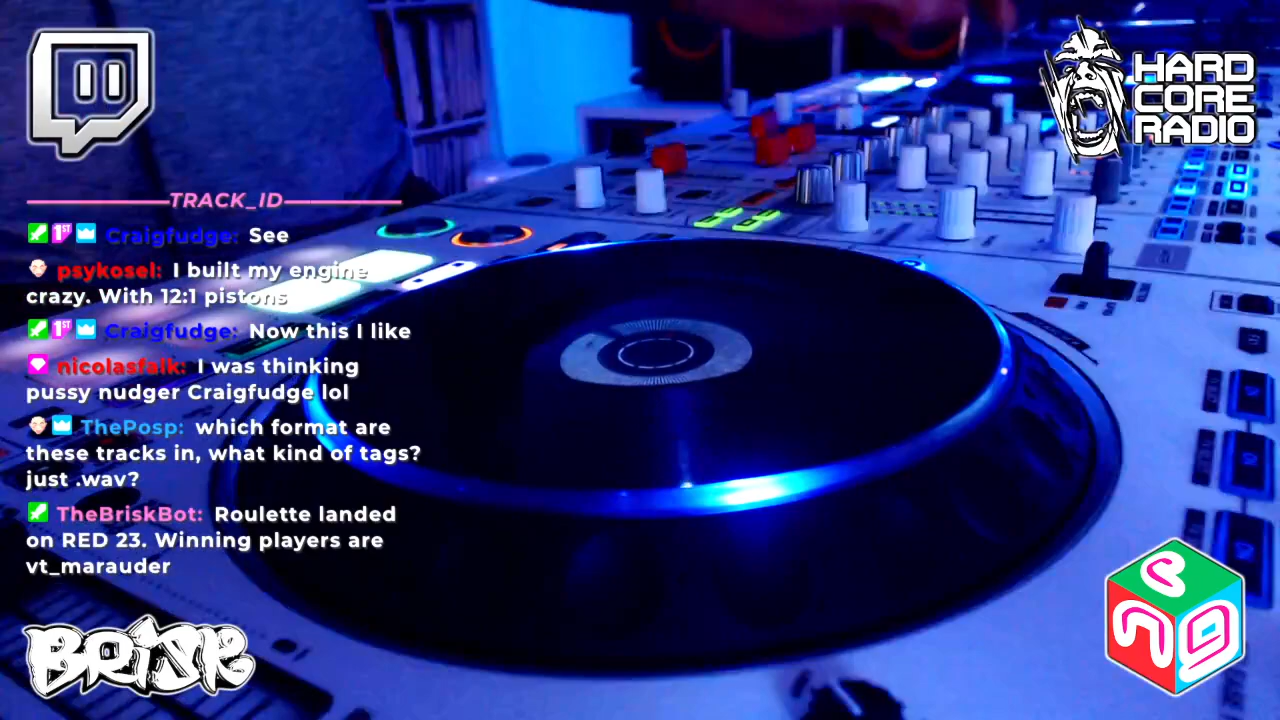 HARD
CORE
RADIO
TRACK_ID
1ST Craigfudge: See
psykosel: I built my engine
crazy. With 12:1 pistons
1ST Craigfudge: Now this I like
nicolasfalk: I was thinking
pussy nudger Craigfudge lol
ThePosp: which format are
these tracks in, what kind of tags?
just .wav?
TheBriskBot: Roulette landed
on RED 23. Winning players are
vt_marauder
BRISK